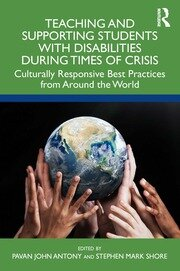 R
TEACHING AND
SUPPORTING STUDENTS
WITH DISABILITIES
DURING TIMES OF CRISIS
Culturally Responsive Best Practices
from Around the World
EDITED BY
PAVAN JOHN ANTONY AND STEPHEN MARK SHORE